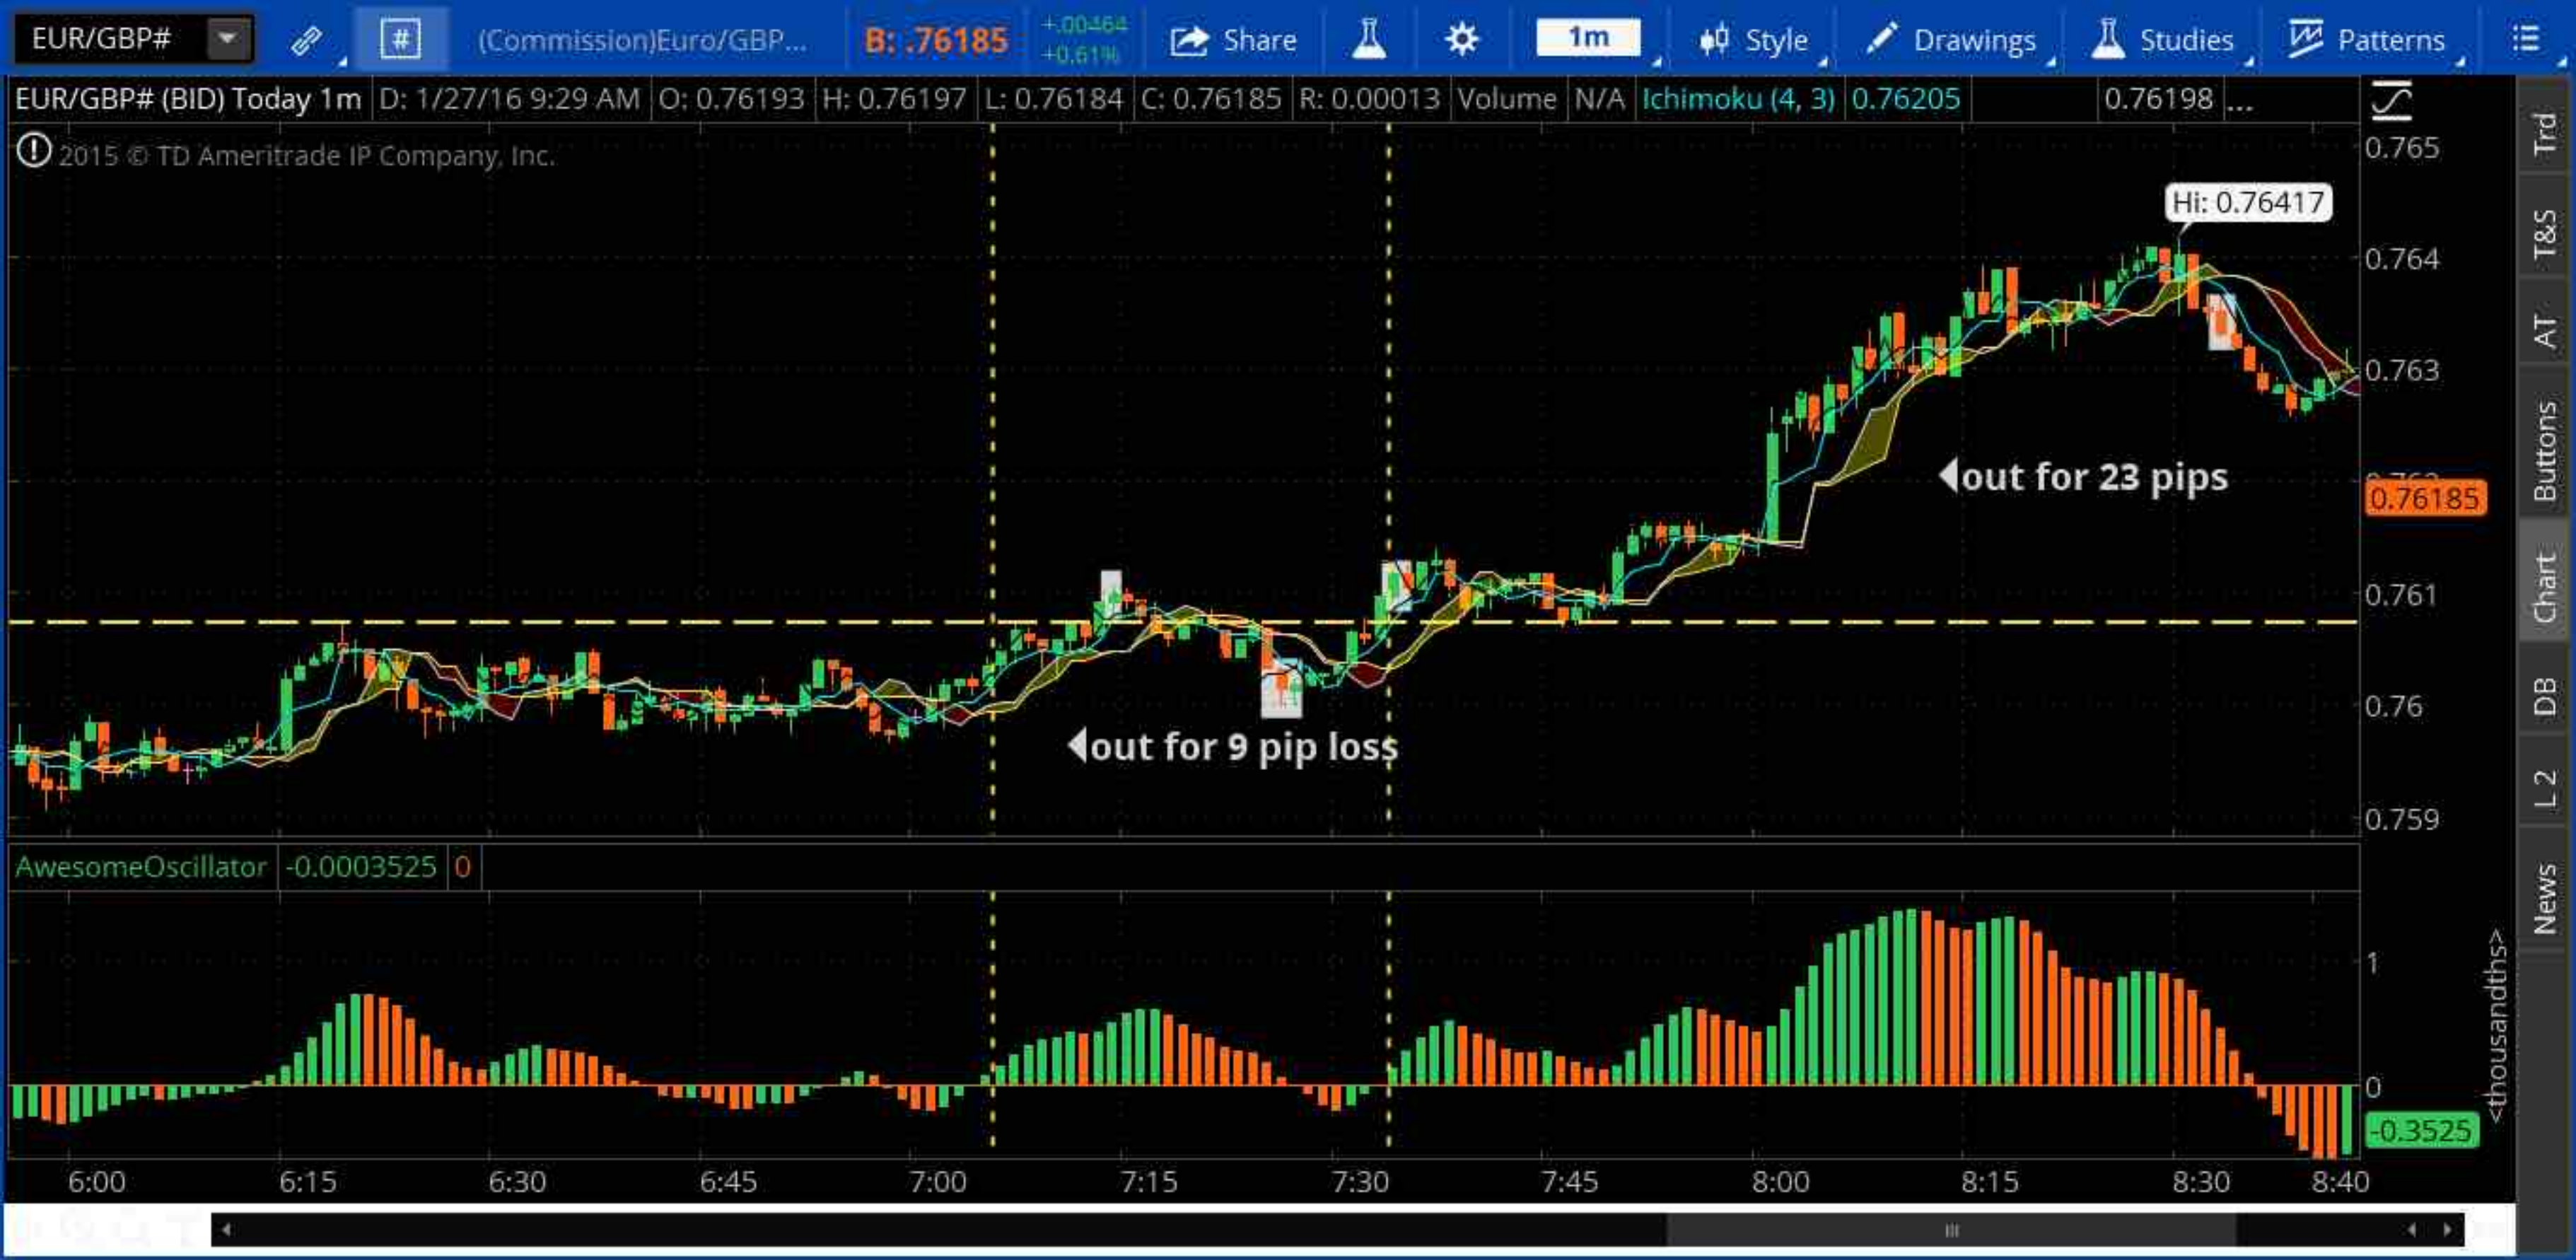 EUR/GBP# # (Commission)Euro/GBP... B: .76185 +.00464 Share 1m Style Drawings Studies Patterns
+0.61%
EUR/GBP# (BID) Today 1m D: 1/27/16 9:29 AM O: 0.76193 H: 0.76197 L: 0.76184 C: 0.76185 R: 0.00013 Volume N/A Ichimoku (4, 3) 0.76205 0.76198 ...
2015 © TD Ameritrade IP Company, Inc.
0.765
Hi: 0.76417
0.764
0.763
out for 23 pips
0.76185
0.761
0.76
out for 9 pip loss
0.759
AwesomeOscillator -0.0003525 0
1
0
-0.3525
<thousandths>
6:00 6:15 6:30 6:45 7:00 7:15 7:30 7:45 8:00 8:15 8:30 8:40
Trd
T&S
AT
Buttons
Chart
DB
L 2
News